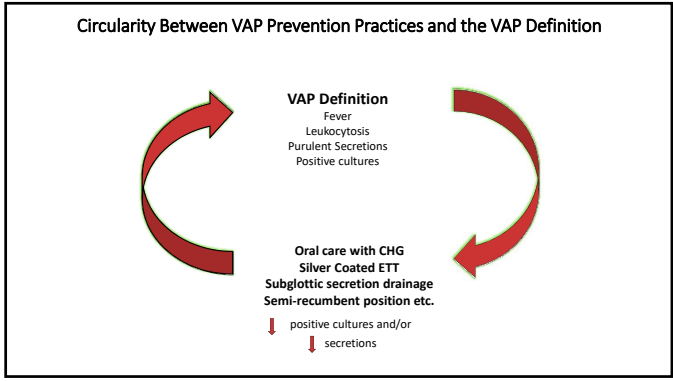 Circularity Between VAP Prevention Practices and the VAP Definition
VAP Definition
Fever
Leukocytosis
Purulent Secretions
Positive cultures
Oral care with CHG
Silver Coated ETT
Subglottic secretion drainage
Semi-recumbent position etc.
positive cultures and/or
secretions